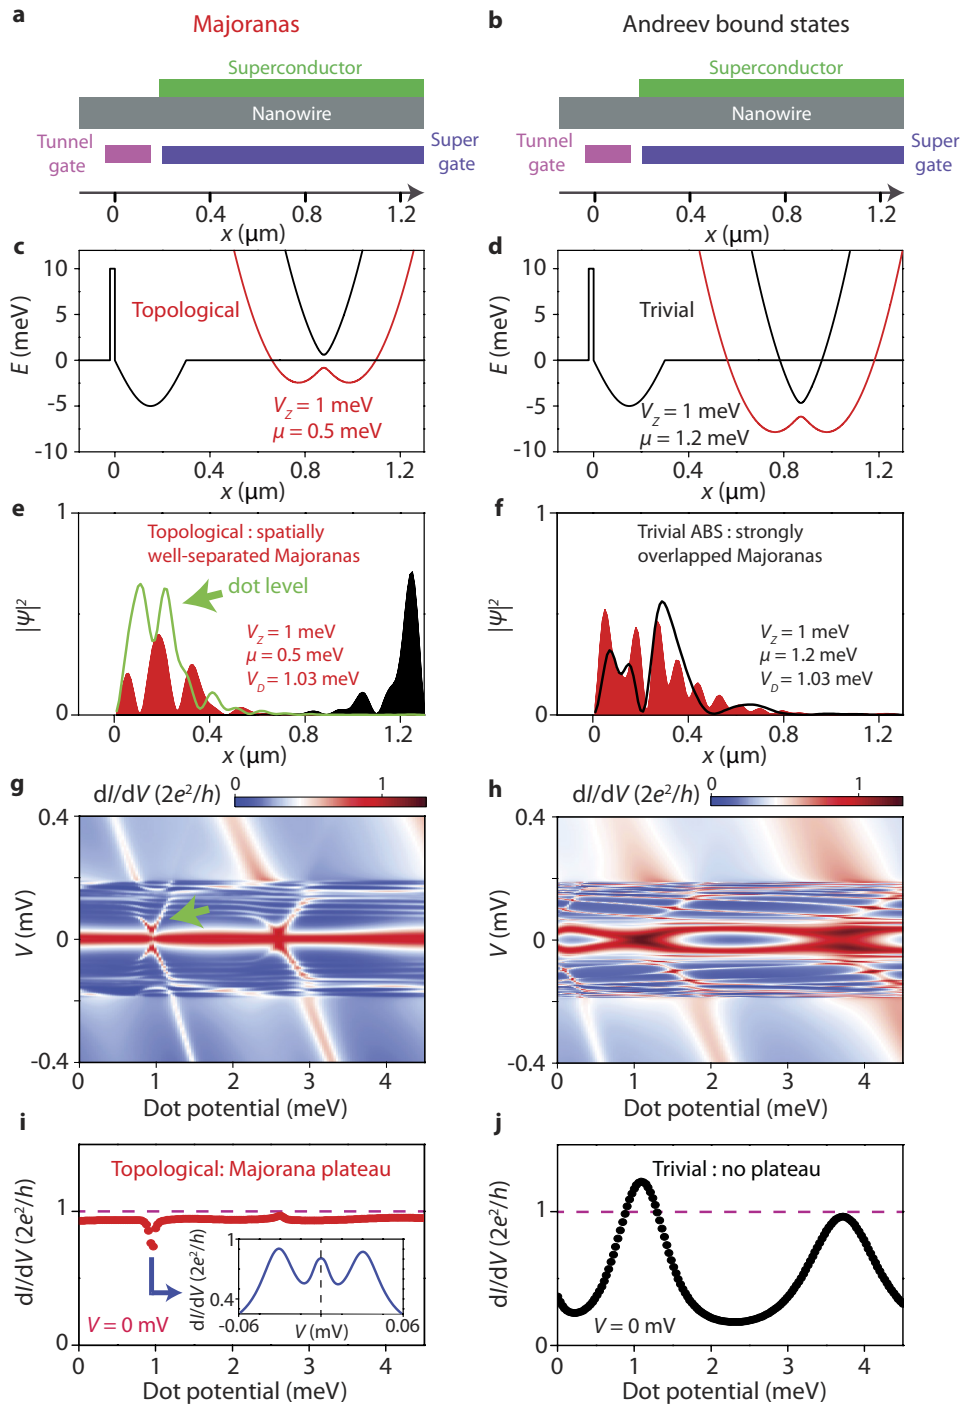 a
Majoranas
Superconductor
Nanowire
Tunnel
gate
Super
gate
0 0.4 0.8 1.2
x (μm)
b
Andreev bound states
Superconductor
Nanowire
Tunnel
gate
Super
gate
0 0.4 0.8 1.2
x (μm)
c
10
5
0
-5
-10
E (meV)
Topological
V_Z = 1 meV
μ = 0.5 meV
0 0.4 0.8 1.2
x (μm)
d
10
5
0
-5
-10
E (meV)
Trivial
V_Z = 1 meV
μ = 1.2 meV
0 0.4 0.8 1.2
x (μm)
e
1
0
|Ψ|²
Topological : spatially
well-separated Majoranas
dot level
V_Z = 1 meV
μ = 0.5 meV
V_D = 1.03 meV
0 0.4 0.8 1.2
x (μm)
f
1
0
|Ψ|²
Trivial ABS : strongly
overlapped Majoranas
V_Z = 1 meV
μ = 1.2 meV
V_D = 1.03 meV
0 0.4 0.8 1.2
x (μm)
g
dI/dV (2e²/h)
0 1
0.4
0
-0.4
V (mV)
0 1 2 3 4
Dot potential (meV)
h
dI/dV (2e²/h)
0 1
0.4
0
-0.4
V (mV)
0 1 2 3 4
Dot potential (meV)
i
1
0
dI/dV (2e²/h)
Topological: Majorana plateau
V = 0 mV
1
0.4
dI/dV (2e²/h)
-0.06 0.06
V (mV)
0 1 2 3 4
Dot potential (meV)
j
1
0
dI/dV (2e²/h)
Trivial : no plateau
V = 0 mV
0 1 2 3 4
Dot potential (meV)